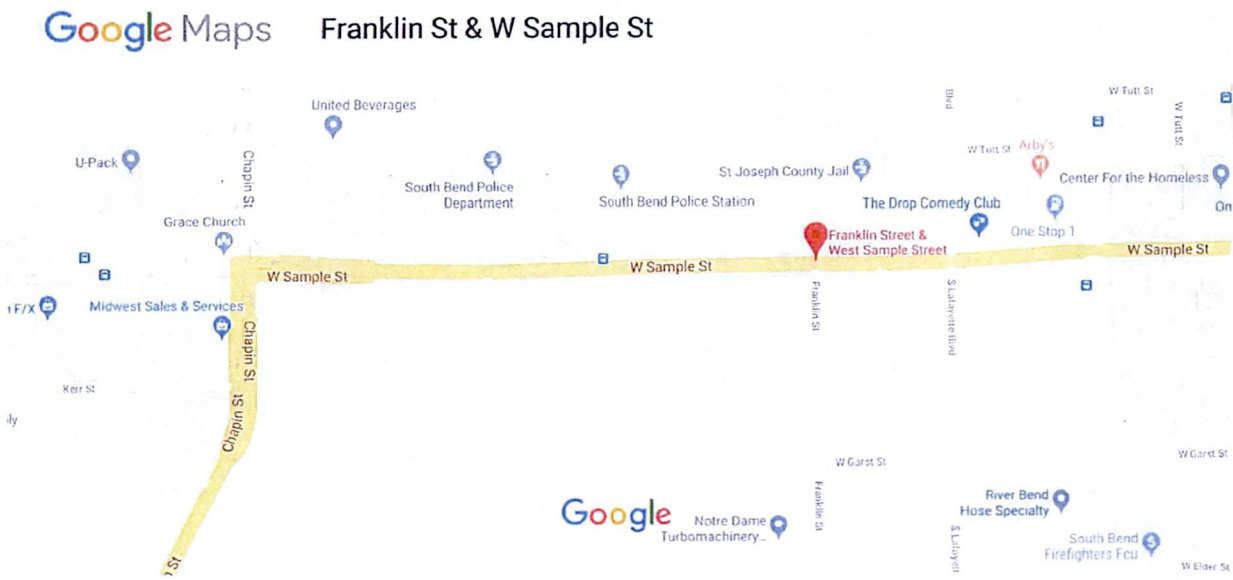 Google Maps
Franklin St & W Sample St
United Beverages
Blvd
W Tutt St
W Tutt St
U-Pack
Chapin St
South Bend Police
Department
South Bend Police Station
St Joseph County Jail
W Tutt St
Arby's
Center For the Homeless
Grace Church
The Drop Comedy Club
One Stop 1
On
Franklin Street &
West Sample Street
W Sample St
W Sample St
W Sample St
F/X
Midwest Sales & Services
Chapin St
Franklin St
S Lafayette Blvd
Kerr St
ly
Chapin St
W Garst St
W Garst St
Google
Notre Dame
Turbomachinery...
Franklin St
River Bend
Hose Specialty
S Lafayett
South Bend
Firefighters Fcu
W Elder St
St